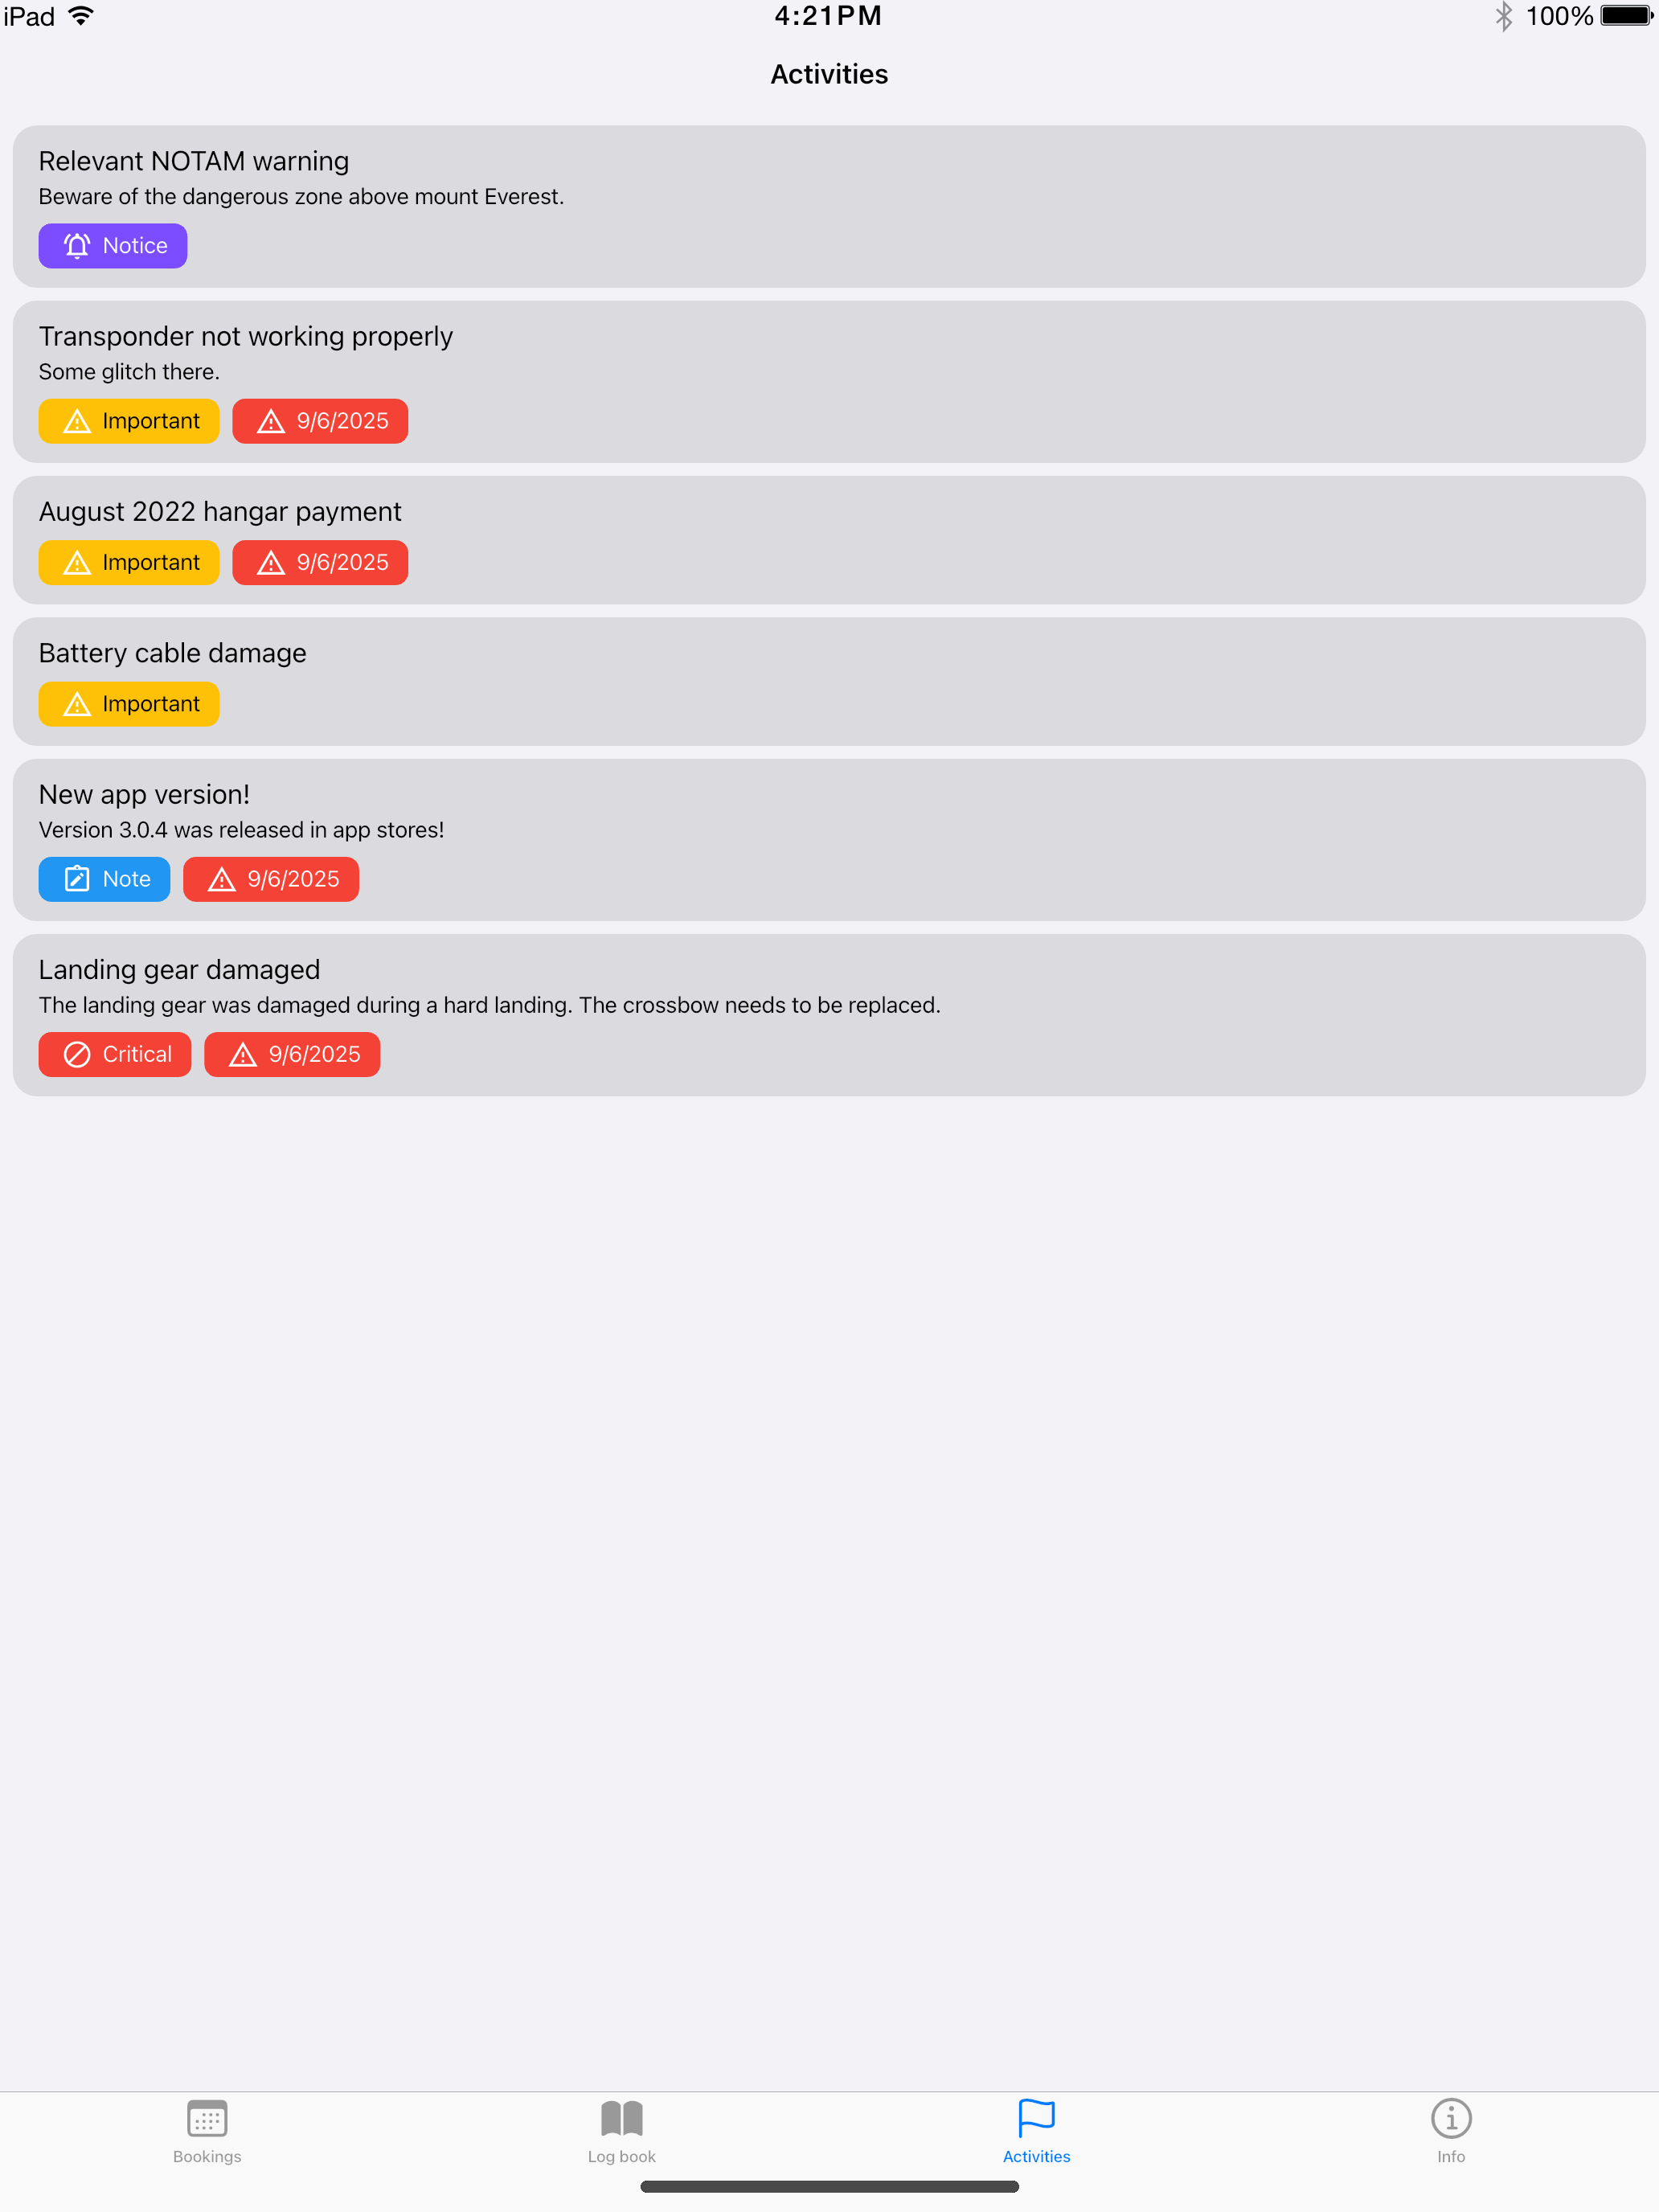 iPad 4:21PM 100%
Activities
Relevant NOTAM warning
Beware of the dangerous zone above mount Everest.
Notice
Transponder not working properly
Some glitch there.
Important 9/6/2025
August 2022 hangar payment
Important 9/6/2025
Battery cable damage
Important
New app version!
Version 3.0.4 was released in app stores!
Note 9/6/2025
Landing gear damaged
The landing gear was damaged during a hard landing. The crossbow needs to be replaced.
Critical 9/6/2025
Bookings Log book Activities Info